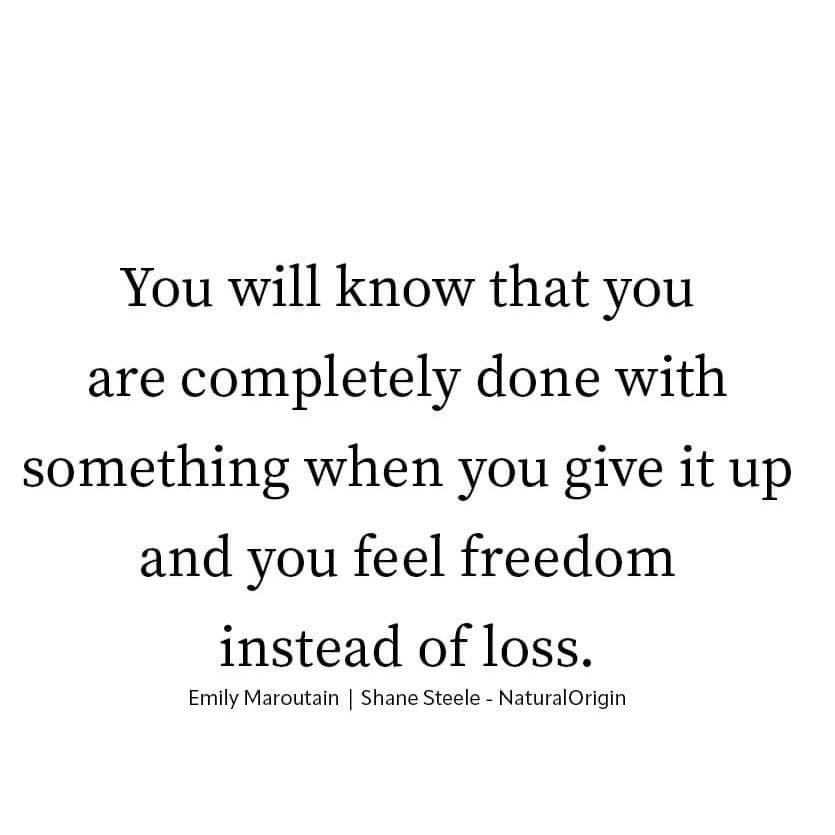 You will know that you
are completely done with
something when you give it up
and you feel freedom
instead of loss.
Emily Maroutain | Shane Steele - NaturalOrigin